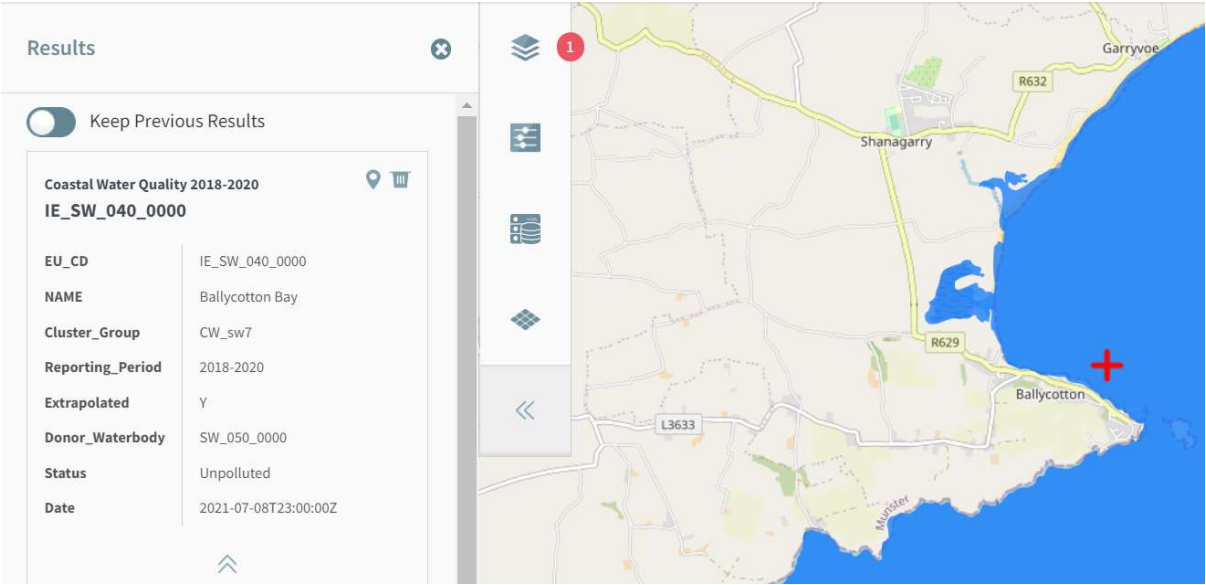 Results
Keep Previous Results
Coastal Water Quality 2018-2020
IE_SW_040_0000
EU_CD IE_SW_040_0000
NAME Ballycotton Bay
Cluster_Group CW_sw7
Reporting_Period 2018-2020
Extrapolated Y
Donor_Waterbody SW_050_0000
Status Unpolluted
Date 2021-07-08T23:00:00Z
1
Garryvoe
R632
Shanagarry
R629
Ballycotton
L3633
Munster